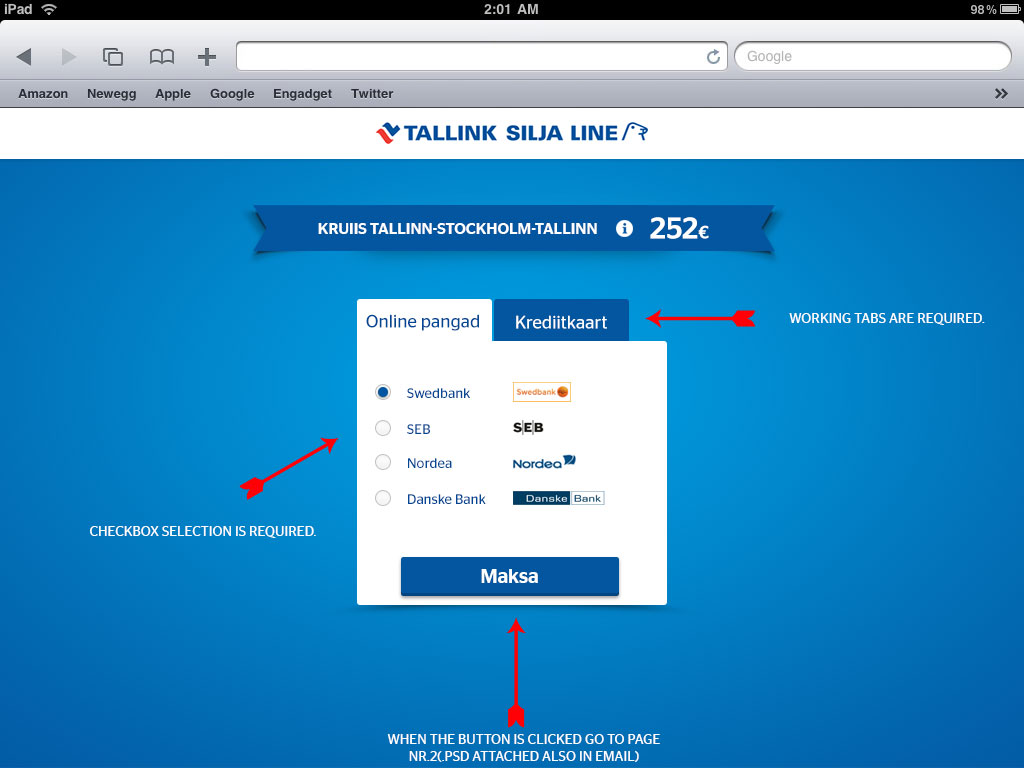 iPad 2:01 AM 98%
Google
Amazon Newegg Apple Google Engadget Twitter
TALLINK SILJA LINE
KRUIIS TALLINN-STOCKHOLM-TALLINN i 252€
Online pangad Krediitkaart
WORKING TABS ARE REQUIRED.
Swedbank Swedbank
SEB SEB
Nordea Nordea
Danske Bank Danske Bank
CHECKBOX SELECTION IS REQUIRED.
Maksa
WHEN THE BUTTON IS CLICKED GO TO PAGE
NR.2(.PSD ATTACHED ALSO IN EMAIL)